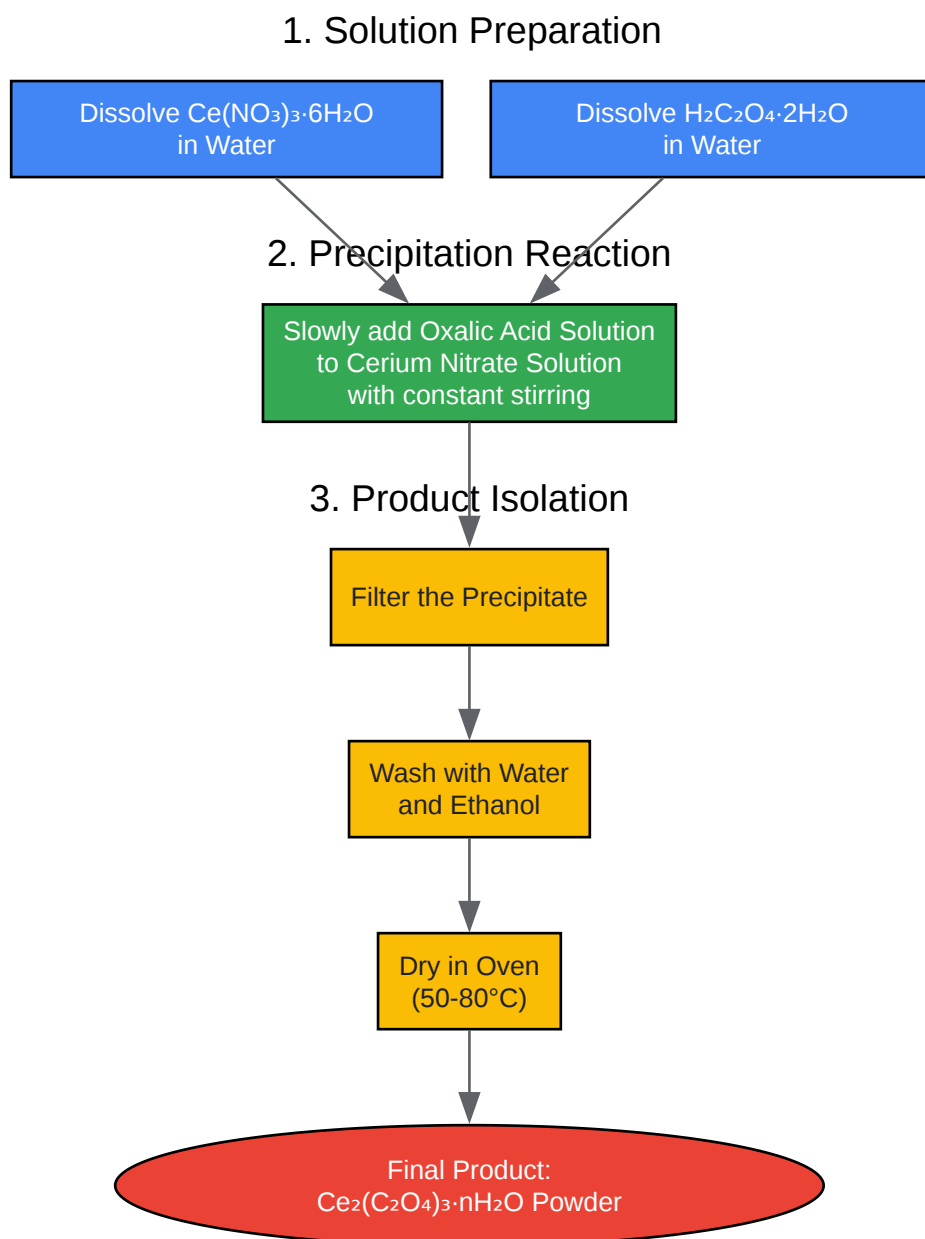 1. Solution Preparation
Dissolve Ce(NO₃)₃·6H₂O
in Water
Dissolve H₂C₂O₄·2H₂O
in Water
2. Precipitation Reaction
Slowly add Oxalic Acid Solution
to Cerium Nitrate Solution
with constant stirring
3. Product Isolation
Filter the Precipitate
Wash with Water
and Ethanol
Dry in Oven
(50-80°C)
Final Product:
Ce₂(C₂O₄)₃·nH₂O Powder